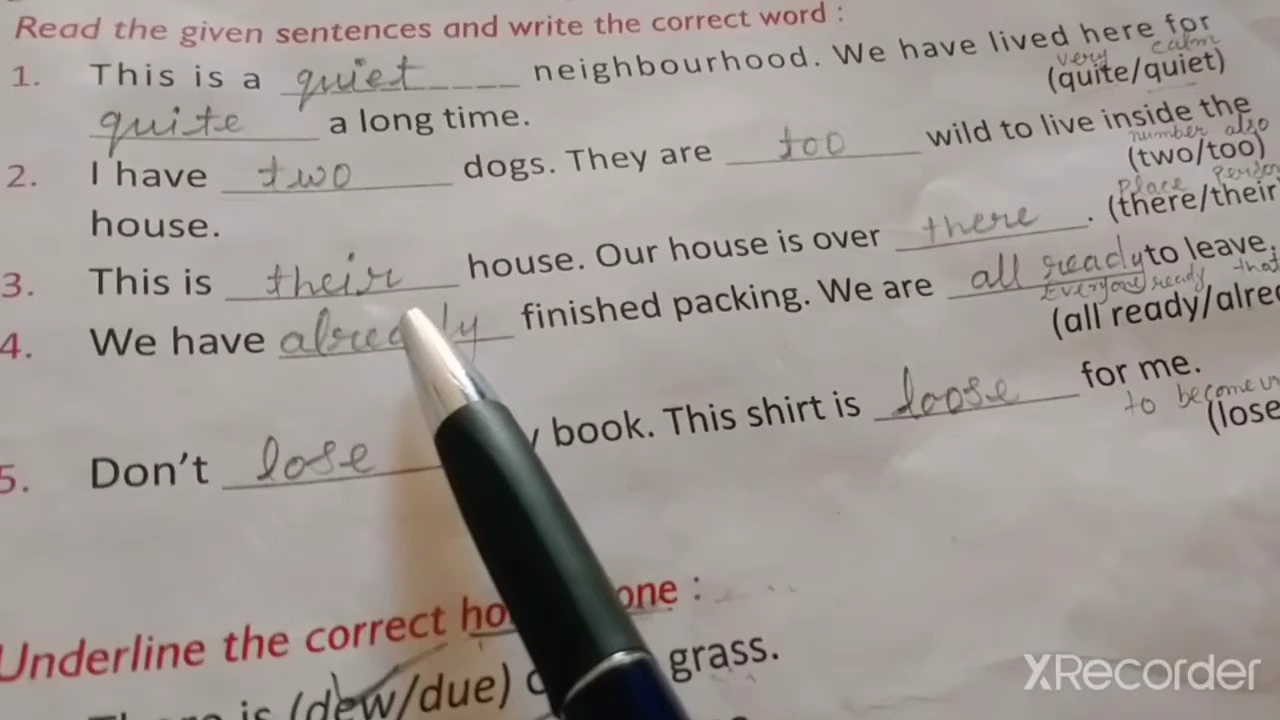 Read the given sentences and write the correct word :
1. This is a quiet neighbourhood. We have lived here for
very calm
(quite/quiet)
quite a long time.
2. I have two dogs. They are too wild to live inside the
number also
(two/too)
house.
place
3. This is their house. Our house is over there. (there/their
Everyone ready that
4. We have already finished packing. We are all ready to leave.
(all ready/alre
5. Don't lose book. This shirt is loose for me.
to become
(lose
Underline the correct :
is (dew/due) grass.
XRecorder